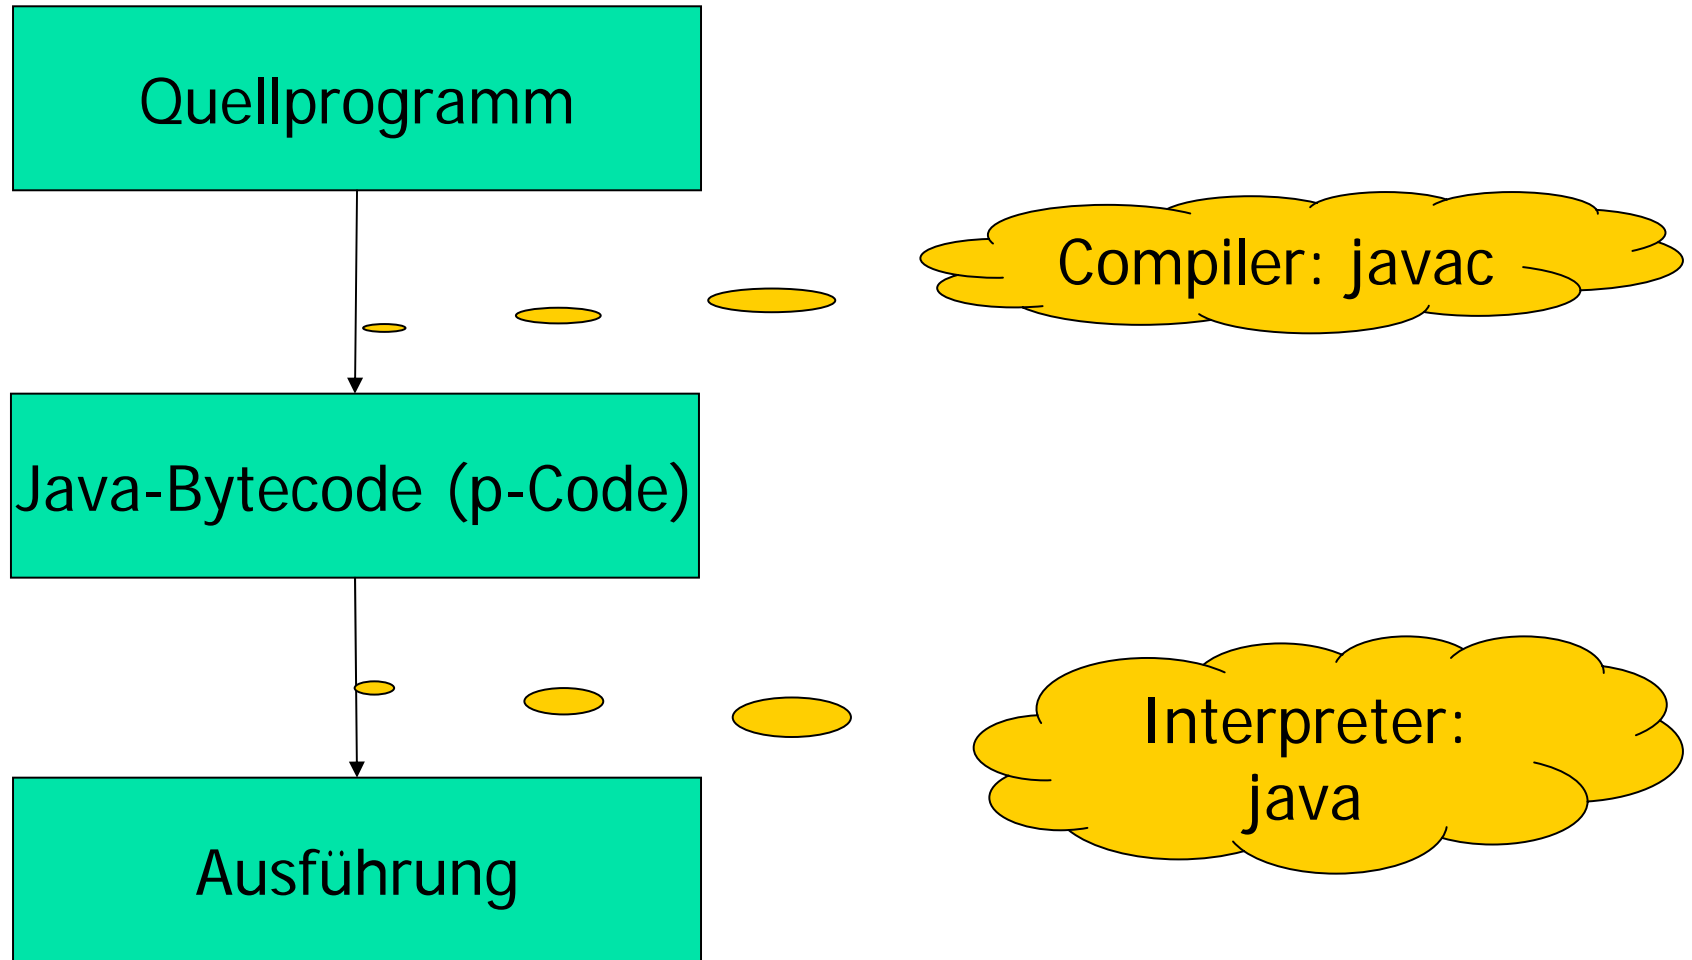 Quellprogramm
Compiler: javac
Java-Bytecode (p-Code)
Interpreter:
java
Ausführung